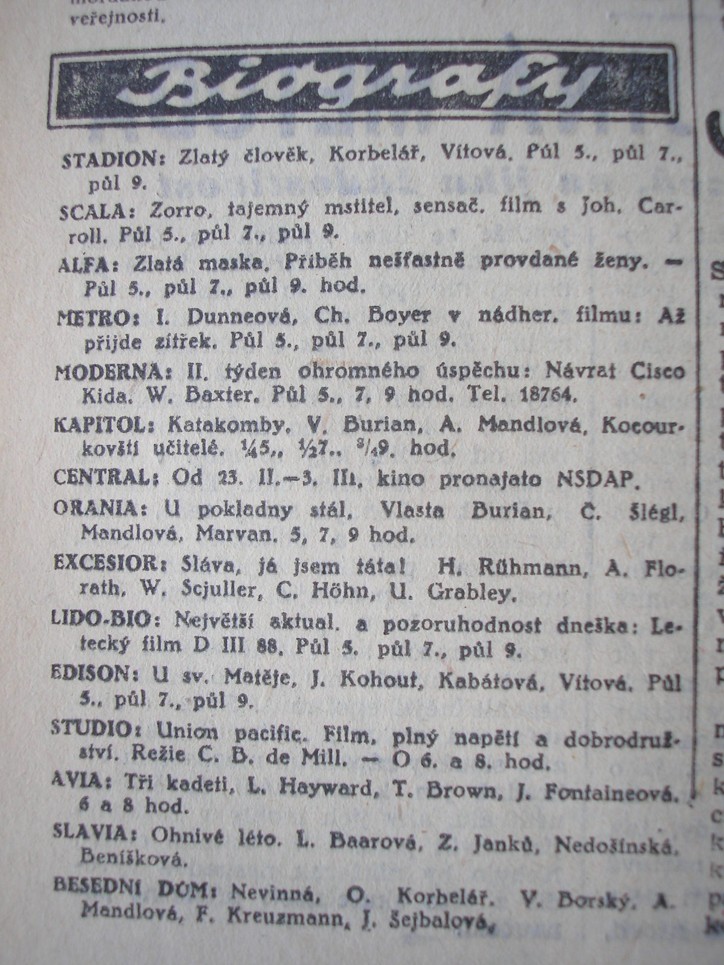 veřejnosti.
Biografy
STADION: Zlatý člověk, Korbelář, Vítová. Půl 5., půl 7.,
půl 9.
SCALA: Zorro, tajemný mstitel, sensač. film s Joh. Car-
roll. Půl 5., půl 7., půl 9.
ALFA: Zlatá maska. Příběh nešťastně provdané ženy. —
Půl 5., půl 7., půl 9. hod.
METRO: I. Dunneová, Ch. Boyer v nádher. filmu: Až
přijde zítřek. Půl 5., půl 7., půl 9.
MODERNA: II. týden ohromného úspěchu: Návrat Cisco
Kida. W. Baxter. Půl 5., 7, 9 hod. Tel. 18764.
KAPITOL: Katakomby, V. Burian, A. Mandlová, Kocour-
kovští učitelé. ¼5., ½7., ¾9. hod.
CENTRAL: Od 23. II.—3. III. kino pronajato NSDAP.
ORANIA: U pokladny stál, Vlasta Burian, Č. Šlégl,
Mandlová, Marvan. 5, 7, 9 hod.
EXCESIOR: Sláva, já jsem táta! H. Rühmann, A. Flo-
rath, W. Scjuller, C. Höhn, U. Grabley.
LIDO-BIO: Největší aktual. a pozoruhodnost dneška: Le-
tecký film D III 88. Půl 5. půl 7., půl 9.
EDISON: U sv. Matěje, J. Kohout, Kabátová, Vítová. Půl
5., půl 7., půl 9.
STUDIO: Union pacific. Film, plný napětí a dobrodruž-
ství. Režie C. B. de Mill. — O 6. a 8. hod.
AVIA: Tři kadeti, L. Hayward, T. Brown, J. Fontaineová.
6 a 8 hod.
SLAVIA: Ohnivé léto. L. Baarová, Z. Janků, Nedošínská.
Beníšková.
BESEDNÍ DŮM: Nevinná, O. Korbelář. V. Borský, A.
Mandlová, F. Kreuzmann, J. Šejbalová,